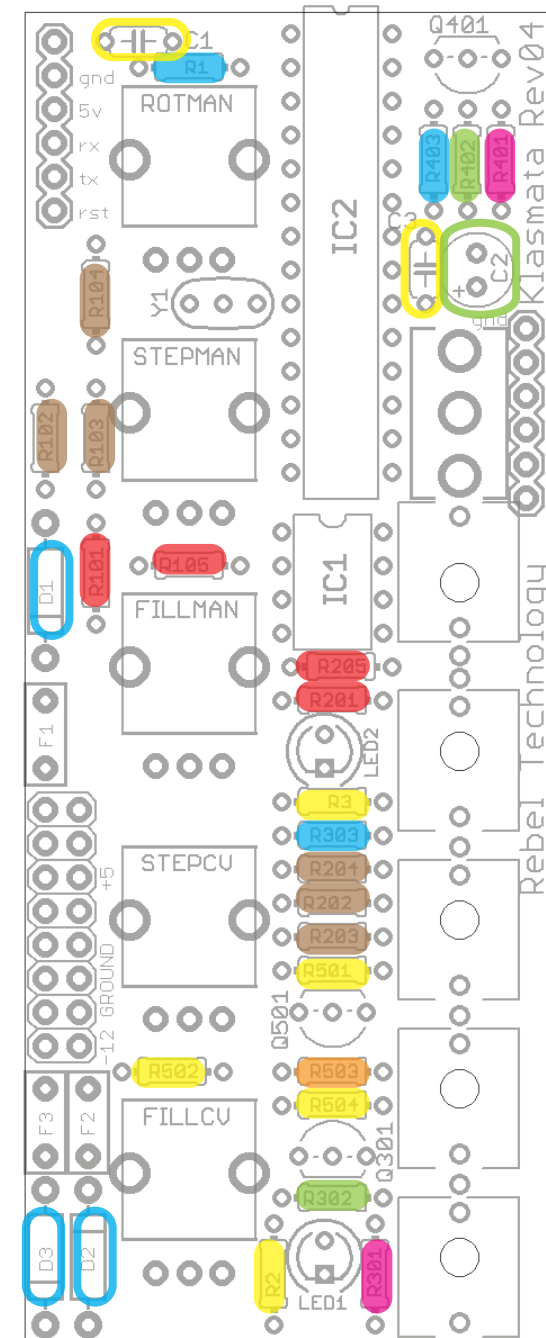 Q401
C1
R1
gnd
5v
rx
tx
rst
ROTMAN
IC2
R403
R402
R401
Klasmata Rev04
C3
C2
+
gnd
R104
Y1
STEPMAN
R102
R103
D1
R101
R105
IC1
FILLMAN
R205
R201
F1
LED2
R3
R303
R204
R202
R203
R501
+5
GROUND
-12
STEPCV
Q501
R502
R503
R504
Q301
F3
F2
FILLCV
R302
D3
D2
R2
LED1
R301
Rebel Technology